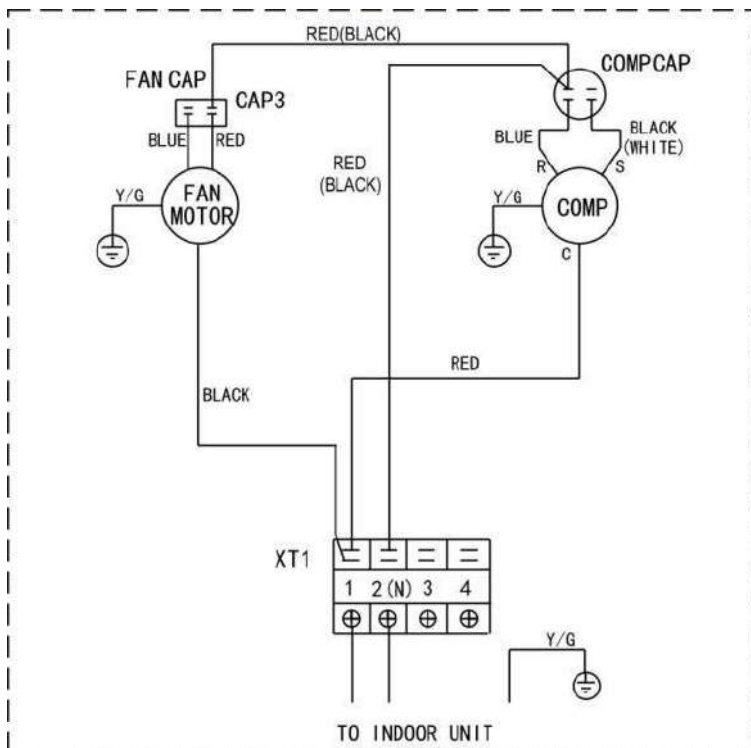 RED(BLACK)
FAN CAP
CAP3
COMPCAP
BLUE
RED
BLUE
BLACK
(WHITE)
RED
(BLACK)
R
S
Y/G
FAN
MOTOR
Y/G
COMP
C
RED
BLACK
XT1
1 2(N) 3 4
Y/G
TO INDOOR UNIT